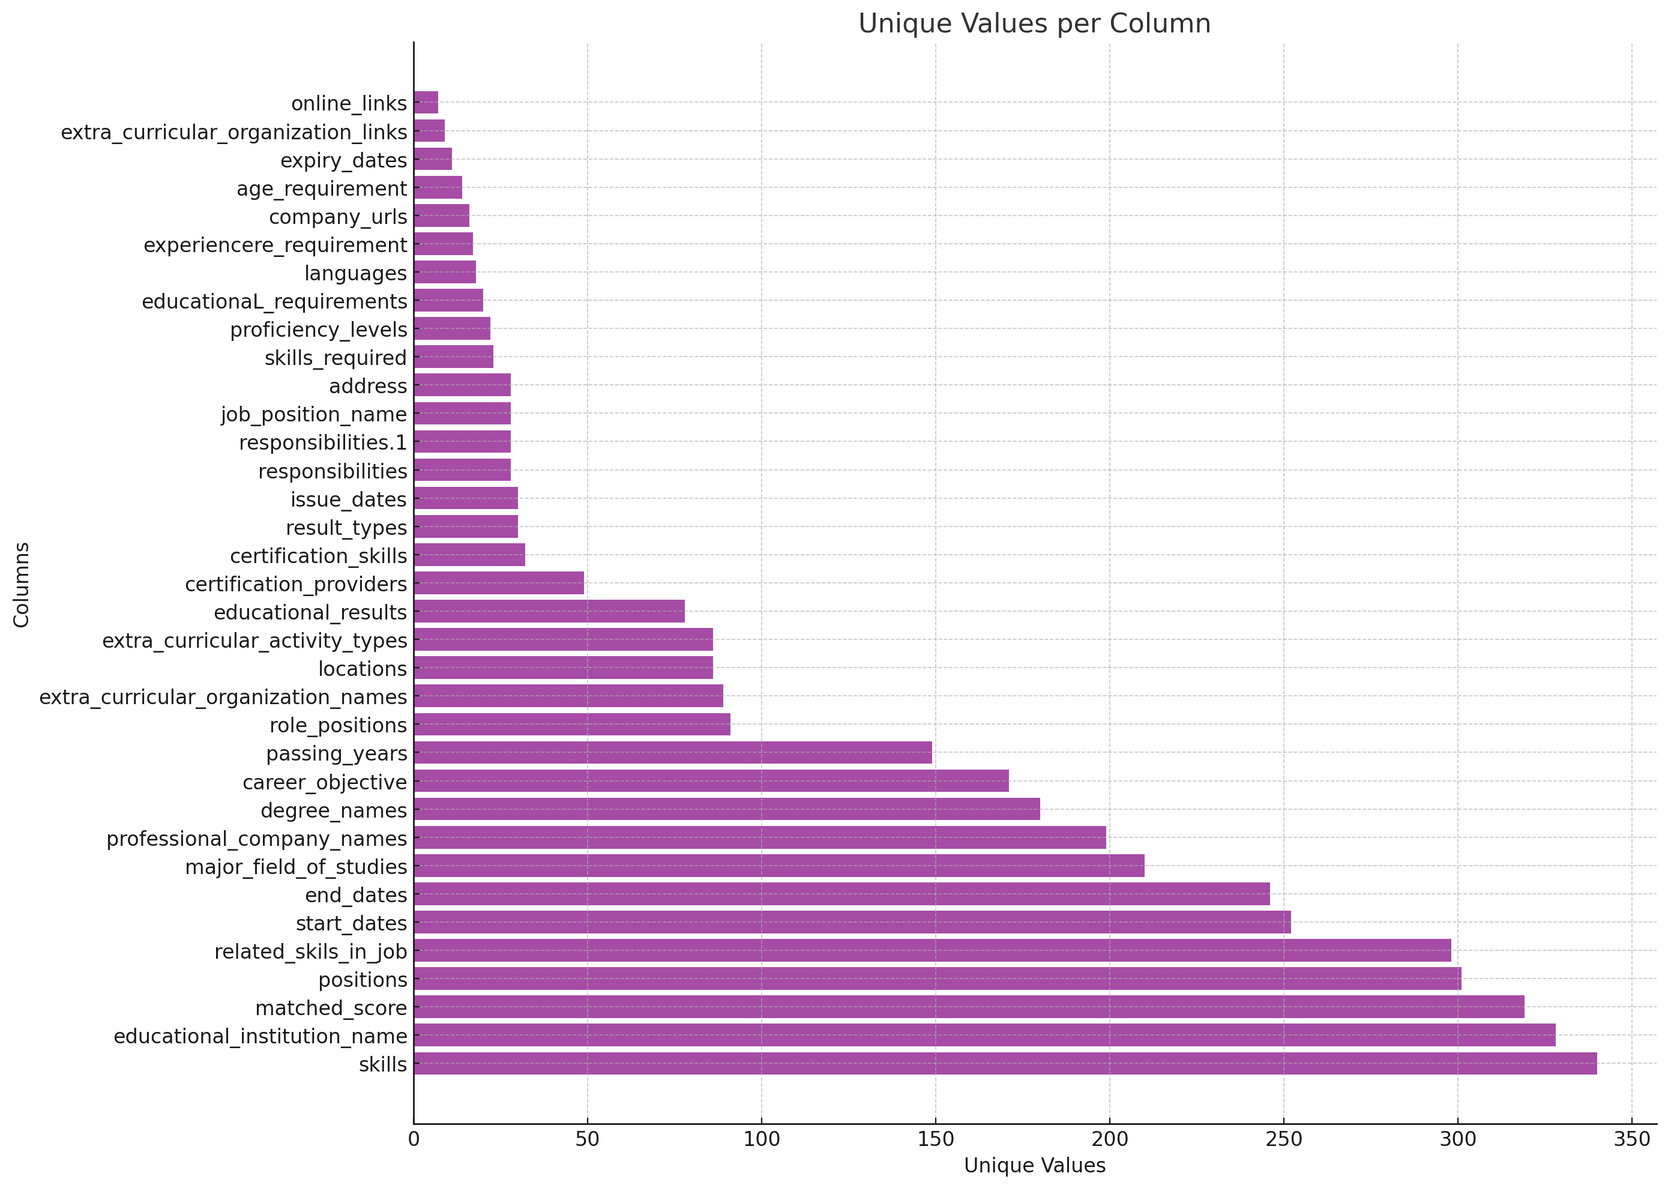 Unique Values per Column
online_links
extra_curricular_organization_links
expiry_dates
age_requirement
company_urls
experiencere_requirement
languages
educationaL_requirements
proficiency_levels
skills_required
address
job_position_name
responsibilities.1
responsibilities
issue_dates
result_types
certification_skills
certification_providers
educational_results
extra_curricular_activity_types
locations
extra_curricular_organization_names
role_positions
passing_years
career_objective
degree_names
professional_company_names
major_field_of_studies
end_dates
start_dates
related_skils_in_job
positions
matched_score
educational_institution_name
skills
Columns
0 50 100 150 200 250 300 350
Unique Values